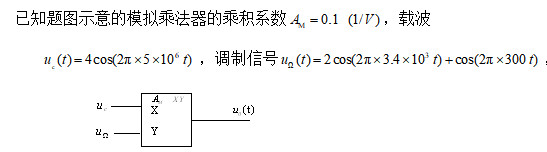 已知题图示意的模拟乘法器的乘积系数 A_M = 0.1 (1/V)，载波
u_c(t) = 4cos(2π×5×10^6 t)，调制信号 u_Ω(t) = 2cos(2π×3.4×10^3 t) + cos(2π×300 t)，
A XY
u_c X u_o(t)
u_Ω Y